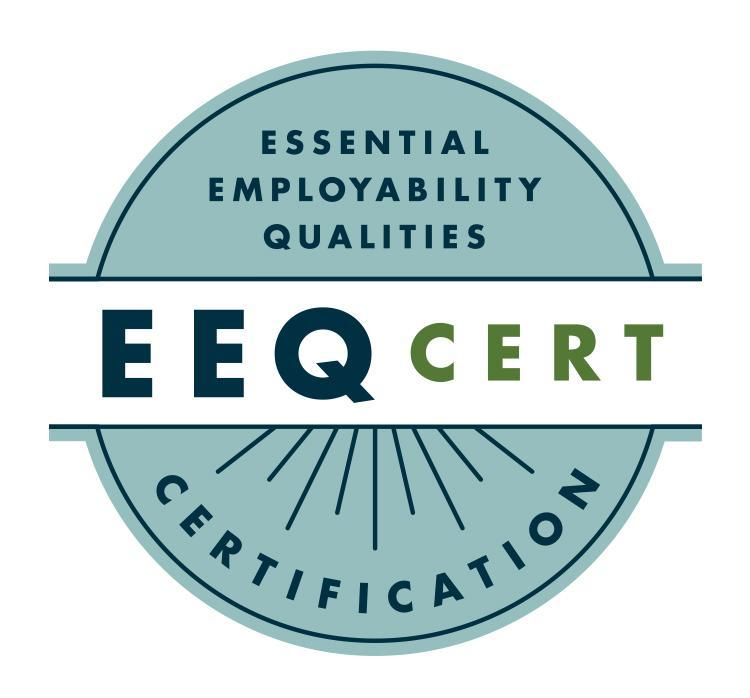 ESSENTIAL
EMPLOYABILITY
QUALITIES
EEQ CERT
CERTIFICATION